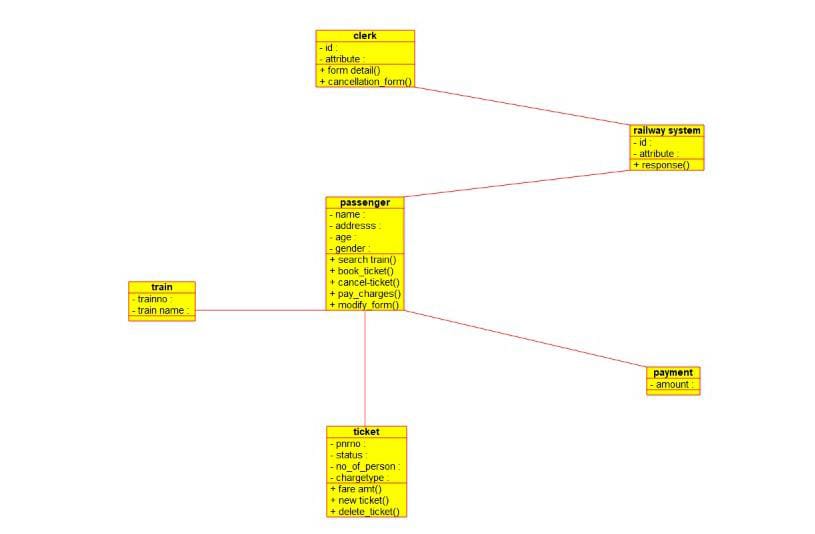 clerk
- id :
- attribute :
+ form detail()
+ cancellation_form()
railway system
- id :
- attribute :
+ response()
passenger
- name :
- addresss :
- age :
- gender :
+ search train()
+ book_ticket()
+ cancel-ticket()
+ pay_charges()
+ modify_form()
train
- trainno :
- train name :
payment
- amount :
ticket
- pnrno :
- status :
- no_of_person :
- chargetype :
+ fare amt()
+ new ticket()
+ delete_ticket()